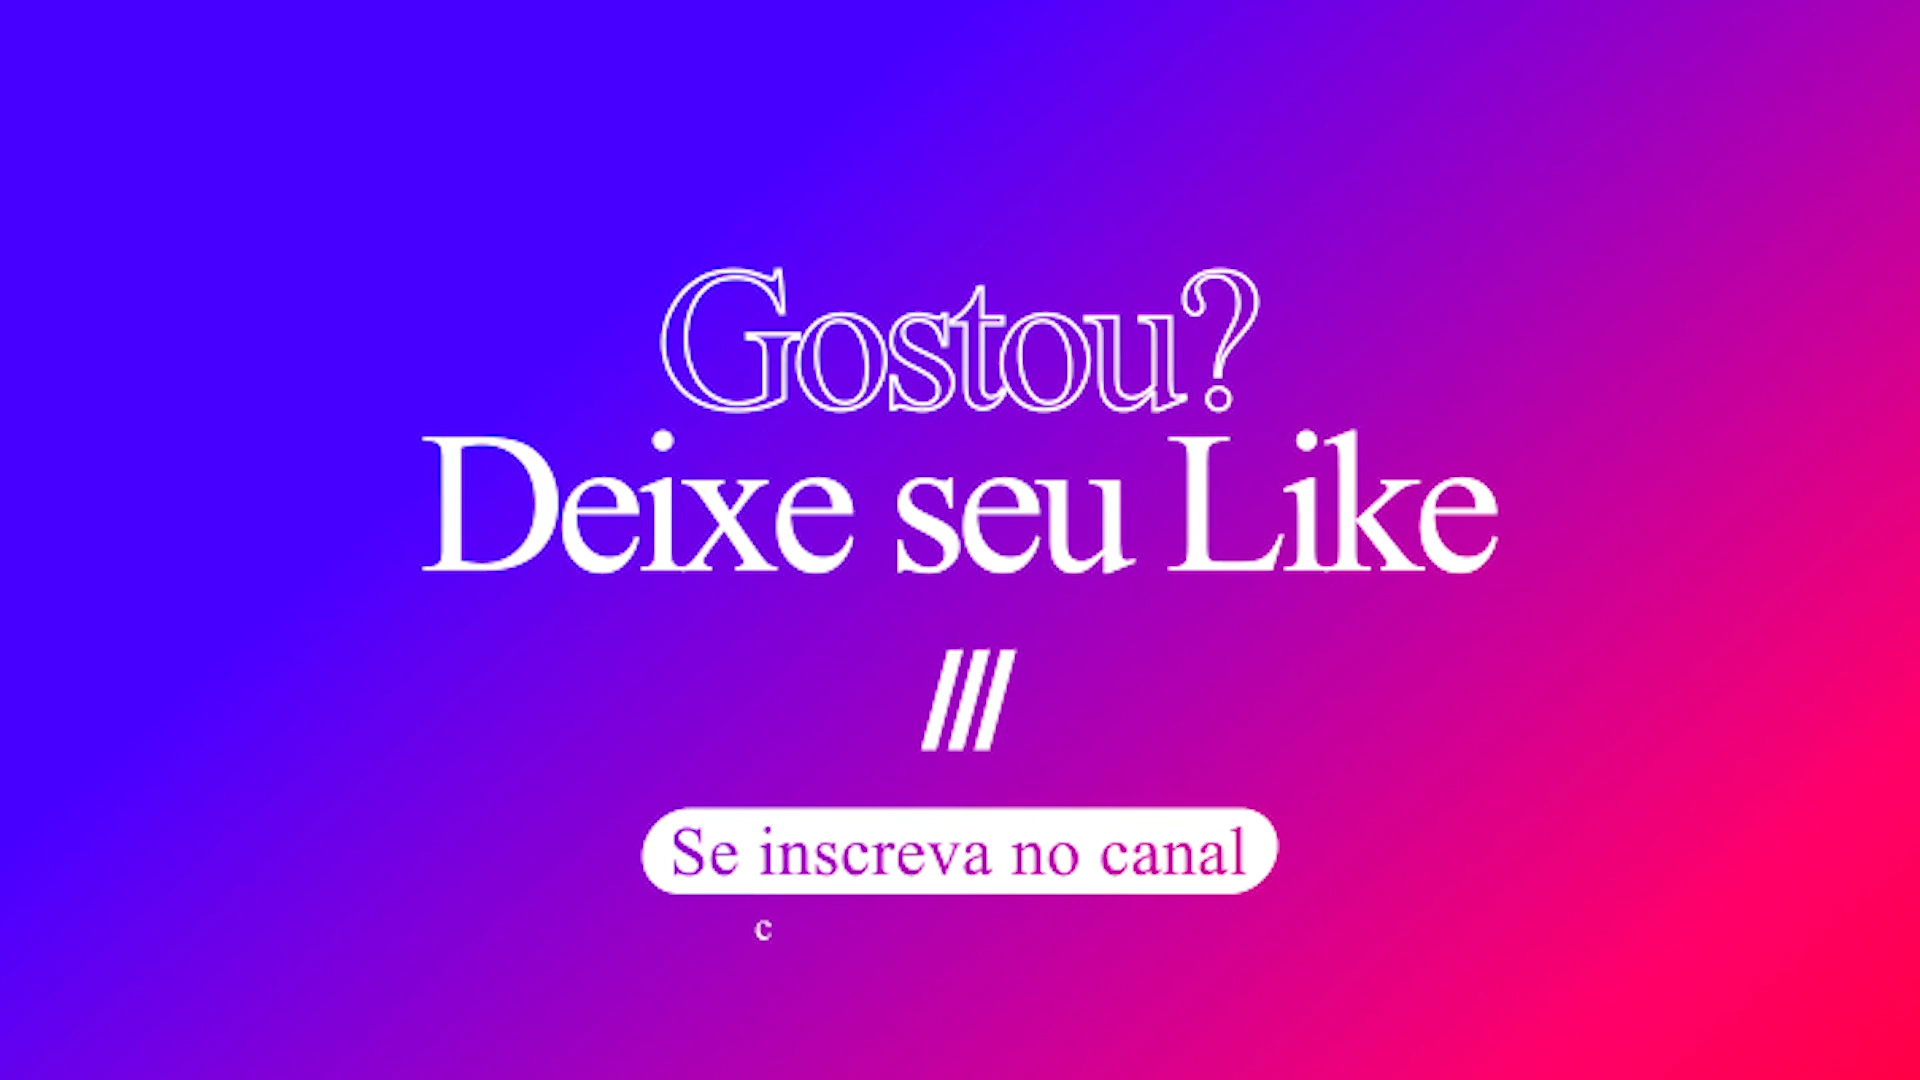 Gostou?
Deixe seu Like
///
Se inscreva no canal
c